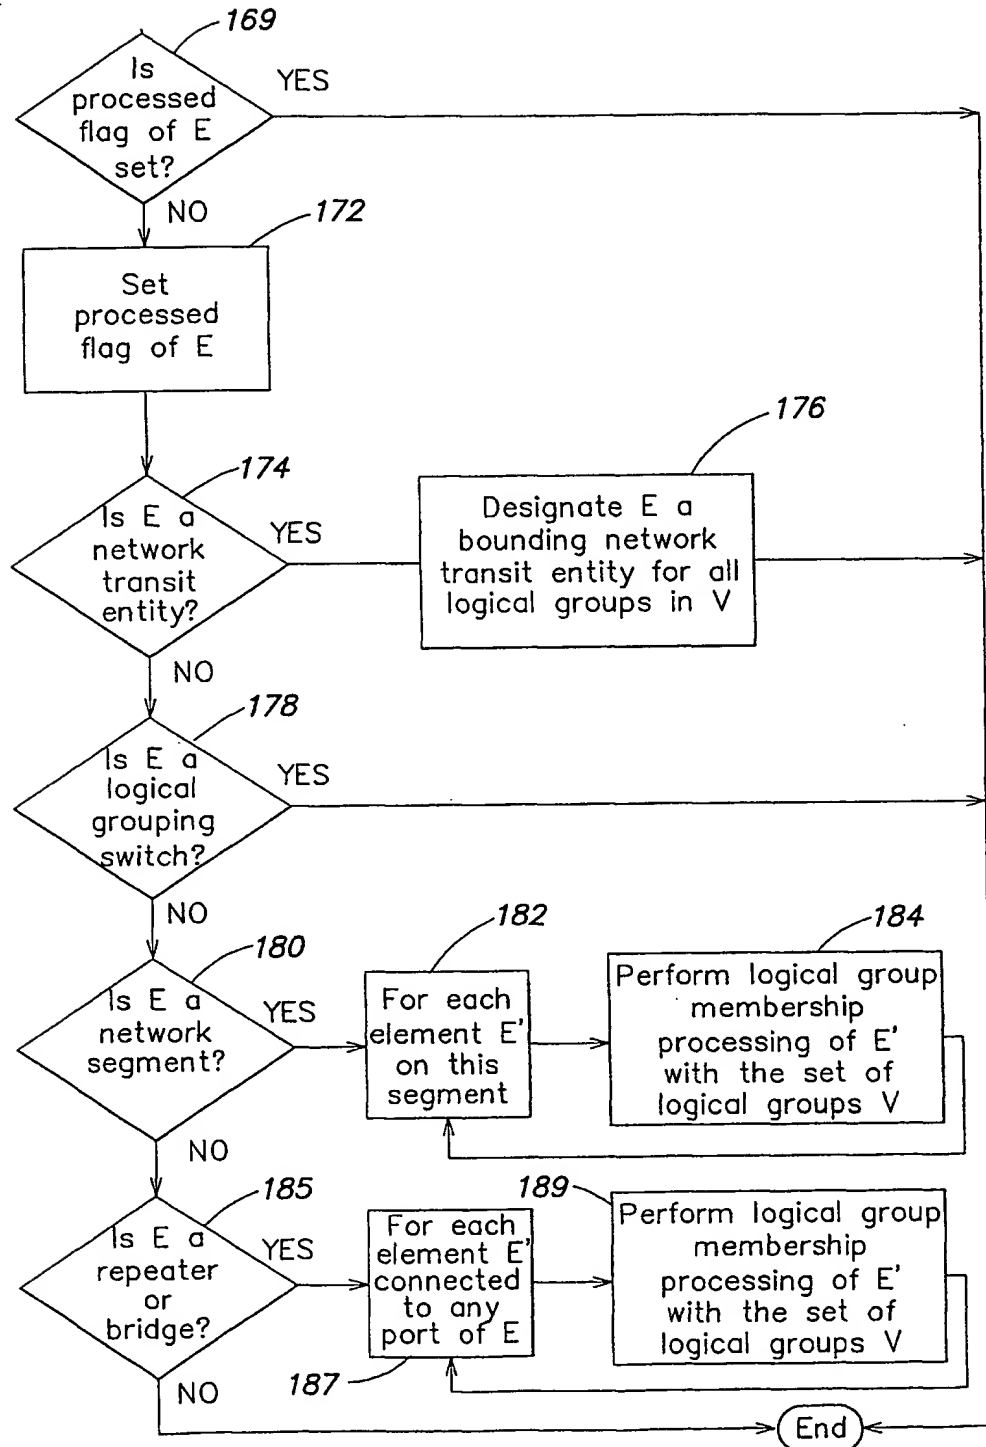 169
Is
processed
flag of E
set?
YES
NO
172
Set
processed
flag of E
174
Is E a
network
transit
entity?
YES
176
Designate E a
bounding network
transit entity for all
logical groups in V
NO
178
Is E a
logical
grouping
switch?
YES
NO
180
Is E a
network
segment?
YES
182
For each
element E'
on this
segment
184
Perform logical group
membership
processing of E'
with the set of
logical groups V
NO
185
Is E a
repeater
or
bridge?
YES
For each
element E'
connected
to any
port of E
187
189
Perform logical group
membership
processing of E'
with the set of
logical groups V
NO
End